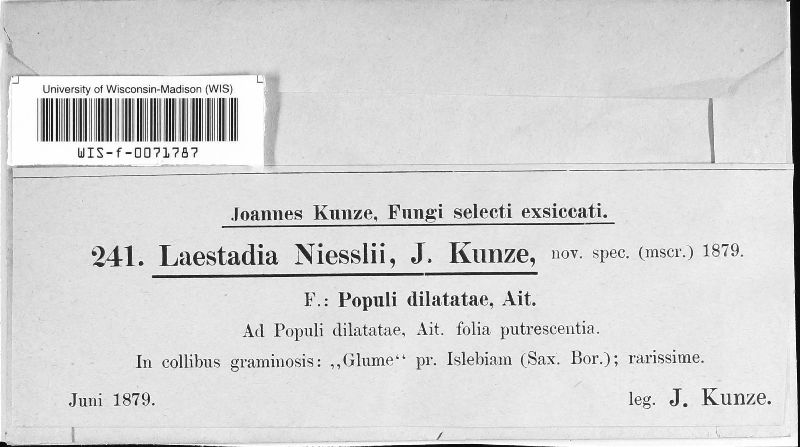 University of Wisconsin-Madison (WIS)
WIS-f-0071787
Joannes Kunze, Fungi selecti exsiccati.
241. Laestadia Niesslii, J. Kunze, nov. spec. (mscr.) 1879.
F.: Populi dilatatae, Ait.
Ad Populi dilatatae, Ait. folia putrescentia.
In collibus graminosis: „Glume“ pr. Islebiam (Sax. Bor.); rarissime.
Juni 1879. leg. J. Kunze.